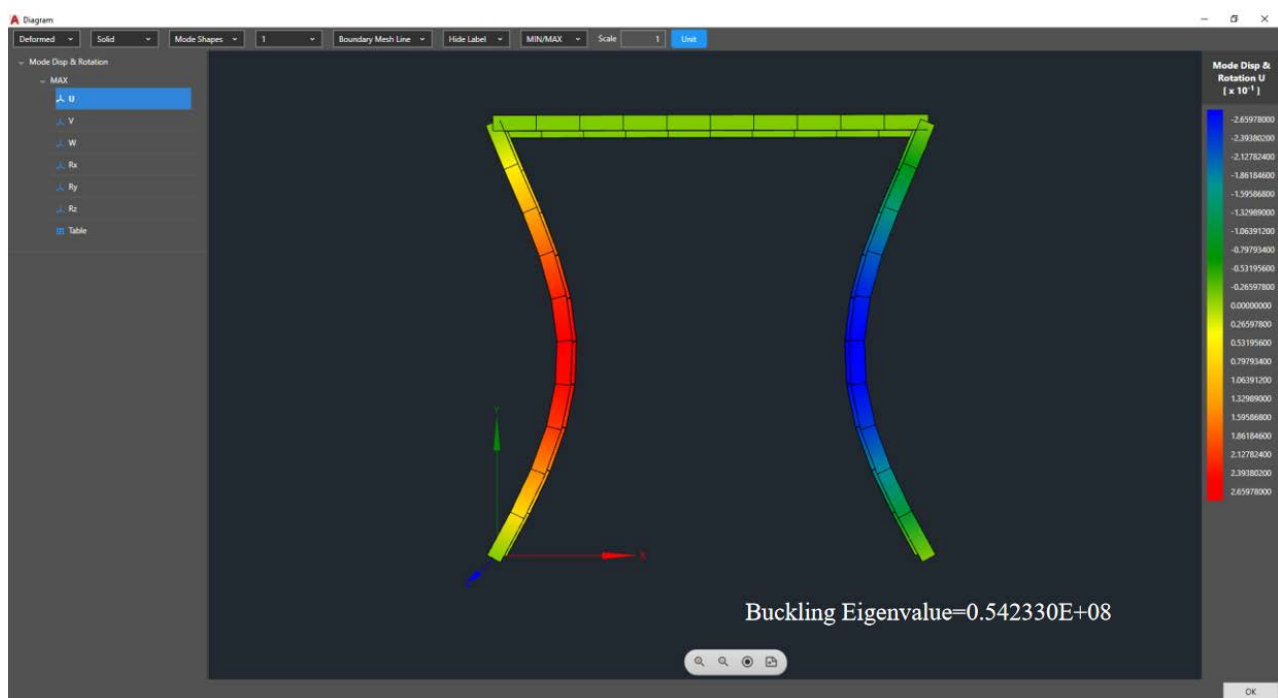 Diagram
Deformed Solid Mode Shapes 1 Boundary Mesh Line Hide Label MIN/MAX Scale 1 Unit
Mode Disp & Rotation
MAX
U
V
W
Rx
Ry
Rz
Table
Mode Disp &
Rotation U
[ x 10⁻¹ ]
-2.65978000
-2.39380200
-2.12782400
-1.86184600
-1.59586800
-1.32989000
-1.06391200
-0.79793400
-0.53195600
-0.26597800
0.00000000
0.26597800
0.53195600
0.79793400
1.06391200
1.32989000
1.59586800
1.86184600
2.12782400
2.39380200
2.65978000
Y
X
Buckling Eigenvalue=0.542330E+08
OK